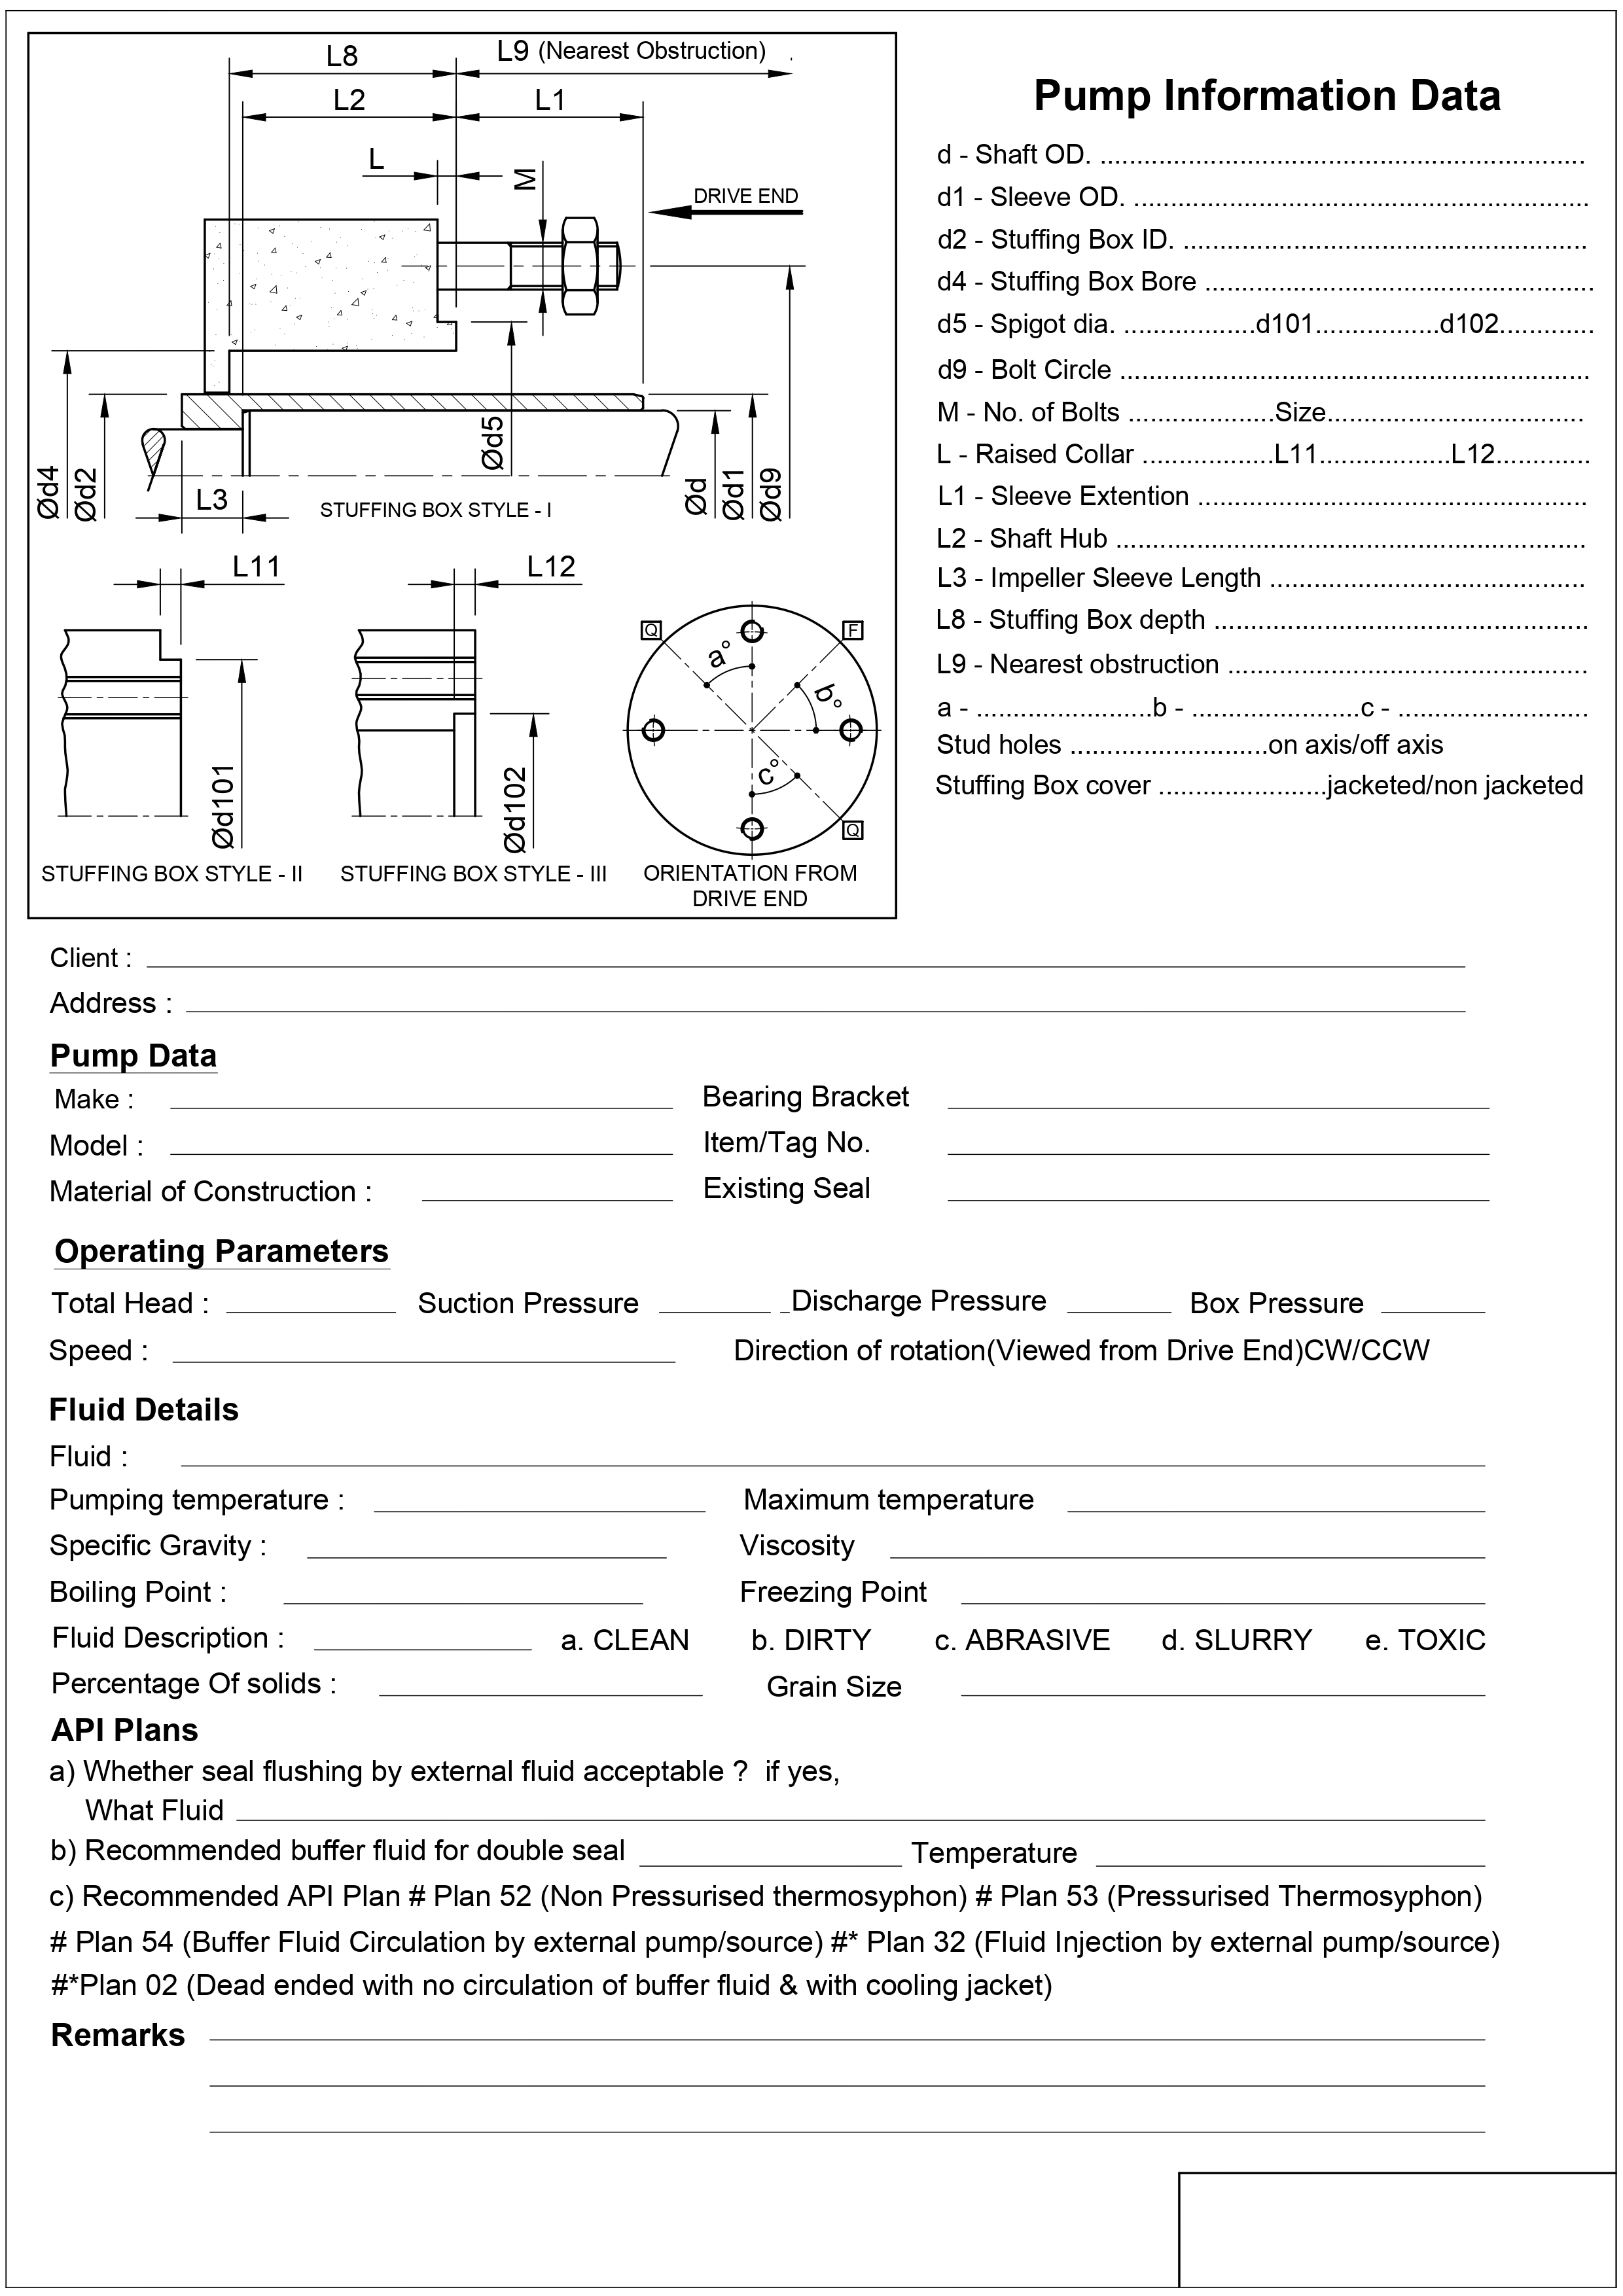 L8
L9 (Nearest Obstruction)
L2
L1
L
M
DRIVE END
Ød4
Ød2
L3
Ød5
Ød
Ød1
Ød9
STUFFING BOX STYLE - I
L11
L12
Q
F
a°
b°
c°
Q
Ød101
Ød102
STUFFING BOX STYLE - II
STUFFING BOX STYLE - III
ORIENTATION FROM
DRIVE END
Pump Information Data
d - Shaft OD. ..................................................................
d1 - Sleeve OD. ..............................................................
d2 - Stuffing Box ID. .......................................................
d4 - Stuffing Box Bore .....................................................
d5 - Spigot dia. ..................d101.................d102.............
d9 - Bolt Circle ................................................................
M - No. of Bolts ....................Size...................................
L - Raised Collar ..................L11..................L12.............
L1 - Sleeve Extention .....................................................
L2 - Shaft Hub ................................................................
L3 - Impeller Sleeve Length ...........................................
L8 - Stuffing Box depth ...................................................
L9 - Nearest obstruction .................................................
a - ........................b - .......................c - ..........................
Stud holes ...........................on axis/off axis
Stuffing Box cover .......................jacketed/non jacketed
Client :
Address :
Pump Data
Make : Bearing Bracket
Model : Item/Tag No.
Material of Construction : Existing Seal
Operating Parameters
Total Head : Suction Pressure Discharge Pressure Box Pressure
Speed : Direction of rotation(Viewed from Drive End)CW/CCW
Fluid Details
Fluid :
Pumping temperature : Maximum temperature
Specific Gravity : Viscosity
Boiling Point : Freezing Point
Fluid Description : a. CLEAN b. DIRTY c. ABRASIVE d. SLURRY e. TOXIC
Percentage Of solids : Grain Size
API Plans
a) Whether seal flushing by external fluid acceptable ? if yes,
What Fluid
b) Recommended buffer fluid for double seal Temperature
c) Recommended API Plan # Plan 52 (Non Pressurised thermosyphon) # Plan 53 (Pressurised Thermosyphon)
# Plan 54 (Buffer Fluid Circulation by external pump/source) #* Plan 32 (Fluid Injection by external pump/source)
#*Plan 02 (Dead ended with no circulation of buffer fluid & with cooling jacket)
Remarks